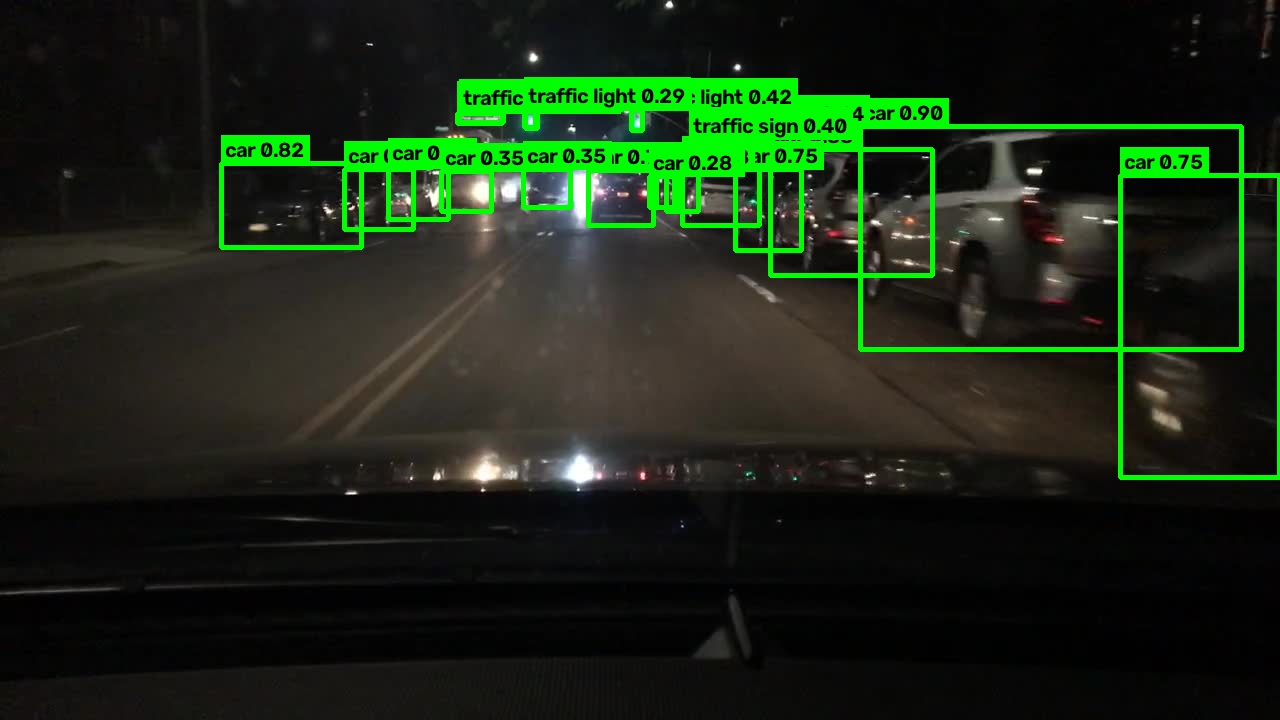 traffic
traffic light 0.29
light 0.42
car 0.90
traffic sign 0.40
car 0.82
car 0.35
car 0.35
car 0.28
car 0.75
car 0.75